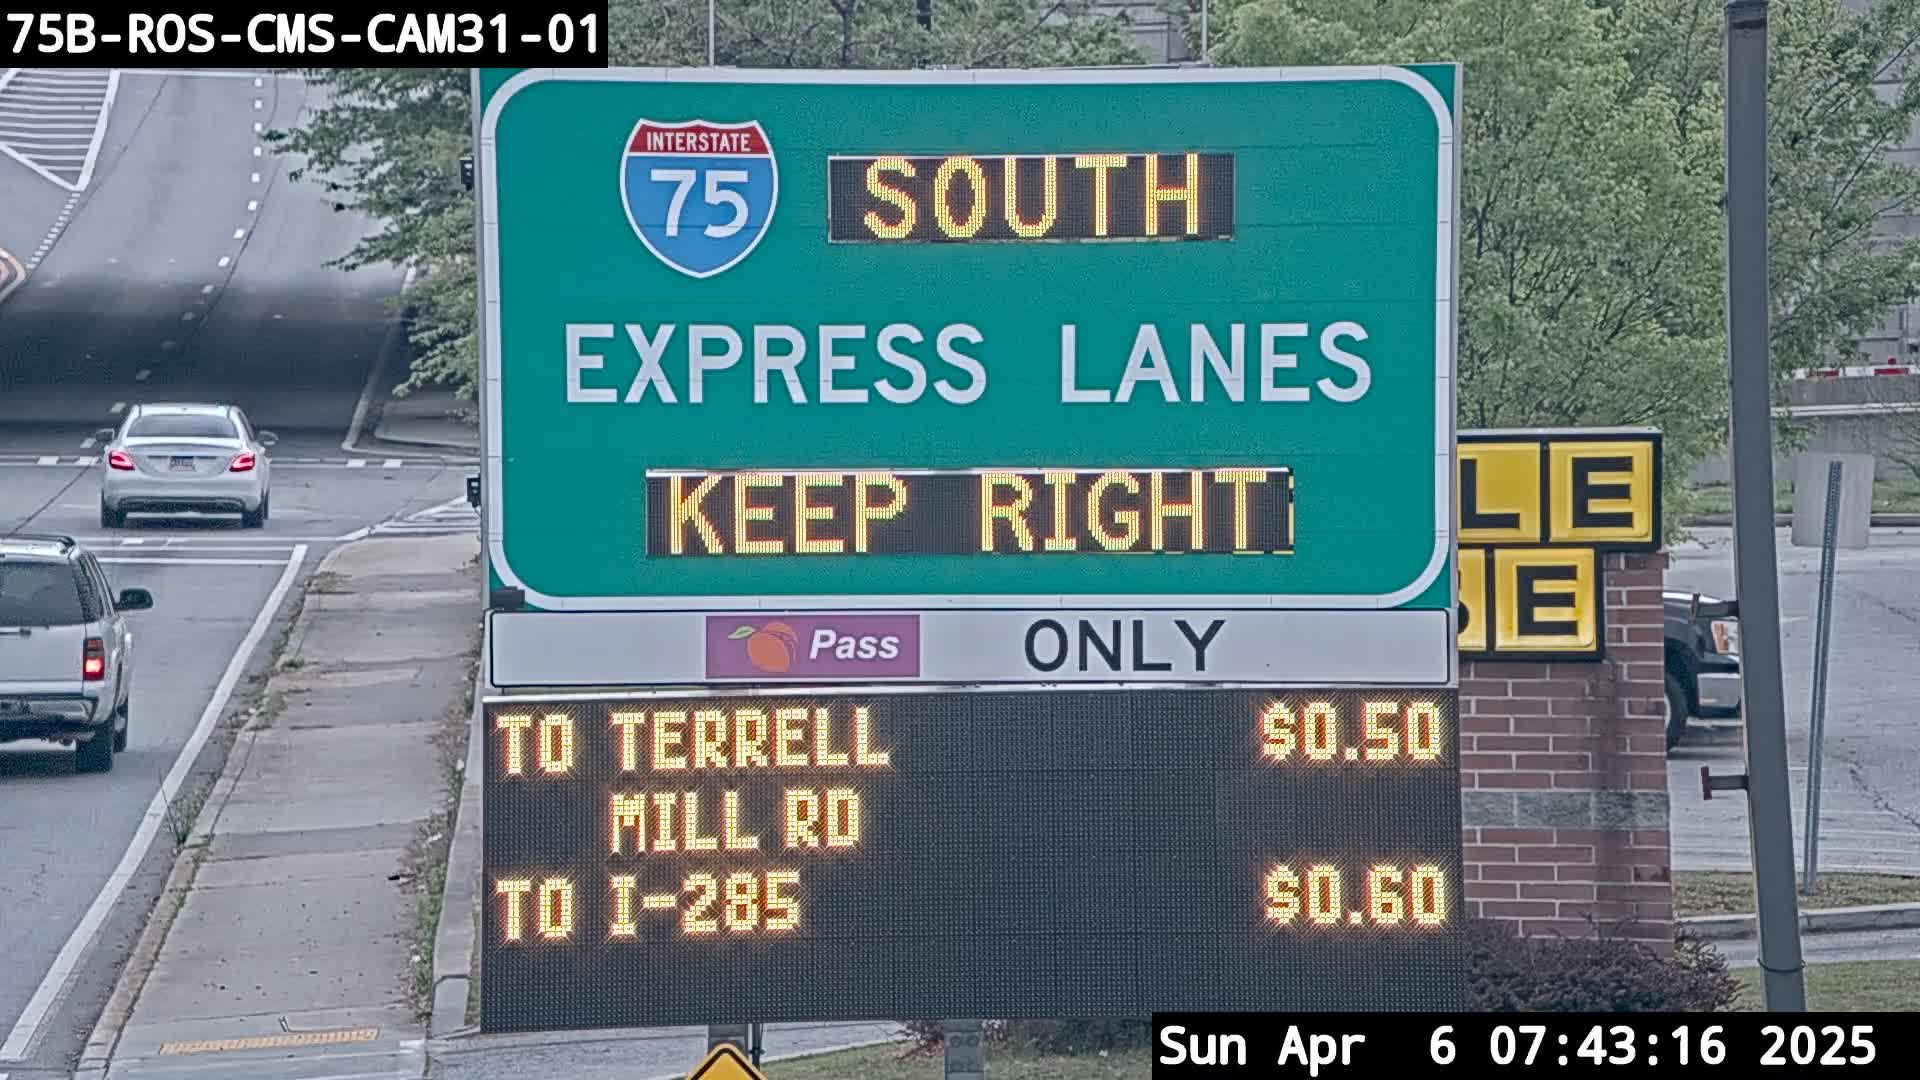 75B-ROS-CMS-CAM31-01
INTERSTATE
75
SOUTH
EXPRESS LANES
KEEP RIGHT
Pass ONLY
TO TERRELL $0.50
MILL RD
TO I-285 $0.60
LE
E
Sun Apr 6 07:43:16 2025